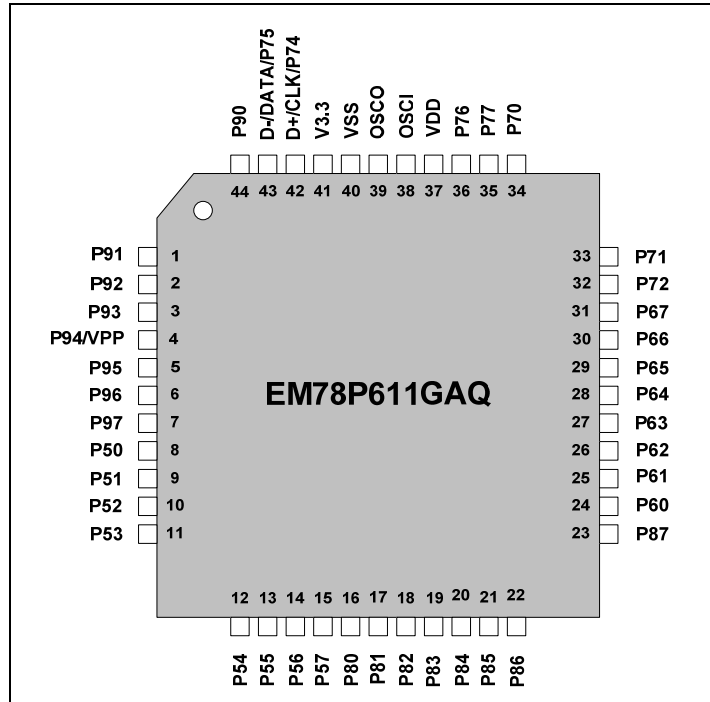 P90 D-/DATA/P75 D+/CLK/P74 V3.3 VSS OSCO OSCI VDD P76 P77 P70
44 43 42 41 40 39 38 37 36 35 34
P91 1 33 P71
P92 2 32 P72
P93 3 31 P67
P94/VPP 4 30 P66
P95 5 29 P65
P96 6 EM78P611GAQ 28 P64
P97 7 27 P63
P50 8 26 P62
P51 9 25 P61
P52 10 24 P60
P53 11 23 P87
12 13 14 15 16 17 18 19 20 21 22
P54 P55 P56 P57 P80 P81 P82 P83 P84 P85 P86